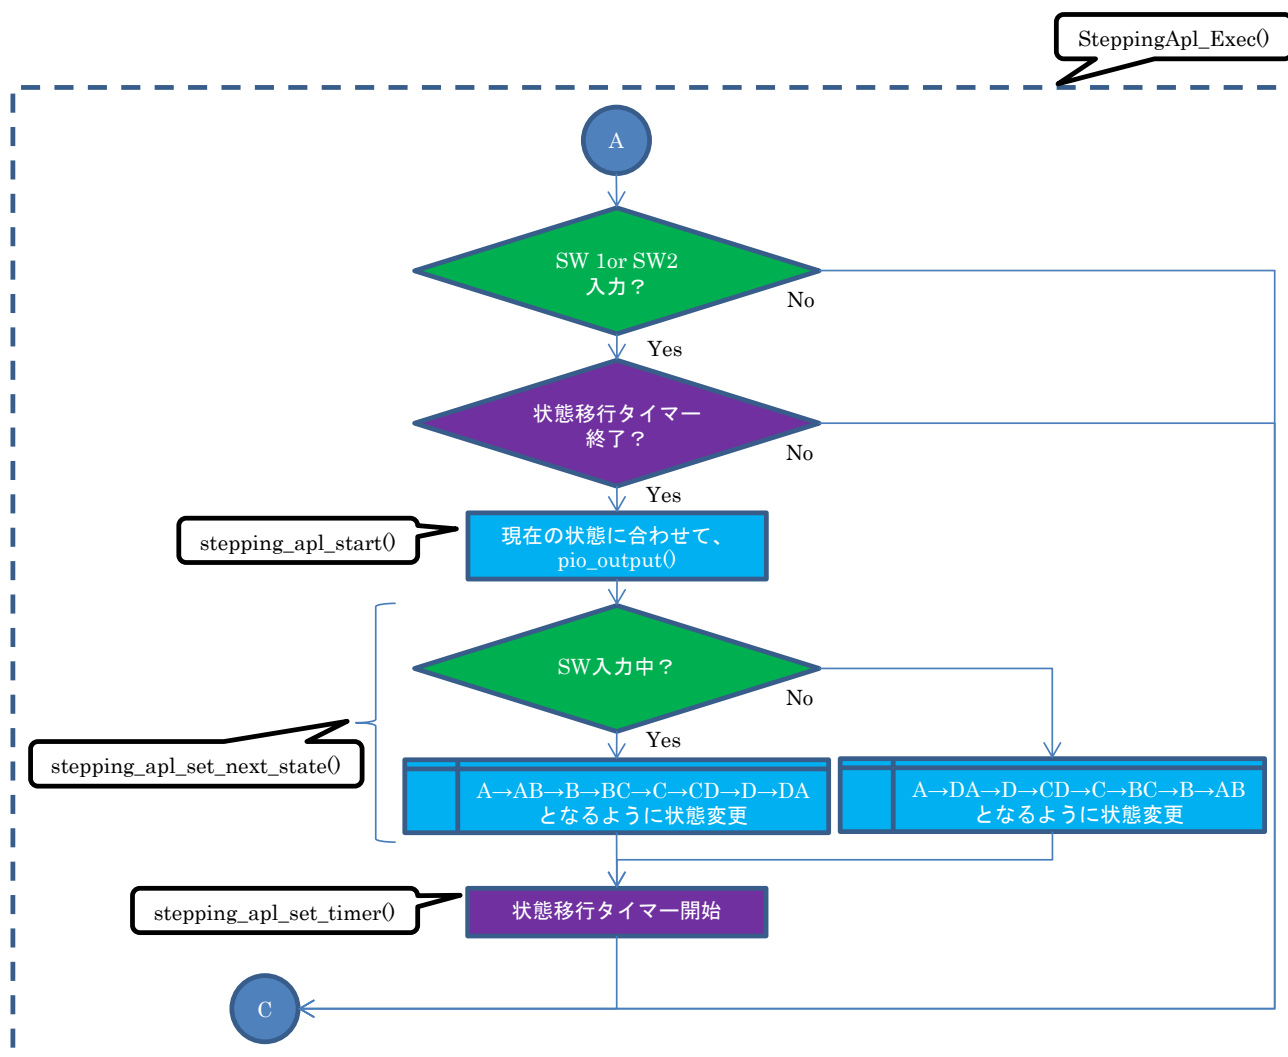 SteppingApl_Exec()
A
SW 1or SW2
入力？
No
Yes
状態移行タイマー
終了？
No
Yes
stepping_apl_start()
現在の状態に合わせて、
pio_output()
SW入力中？
No
Yes
stepping_apl_set_next_state()
A→AB→B→BC→C→CD→D→DA
となるように状態変更
A→DA→D→CD→C→BC→B→AB
となるように状態変更
stepping_apl_set_timer()
状態移行タイマー開始
C